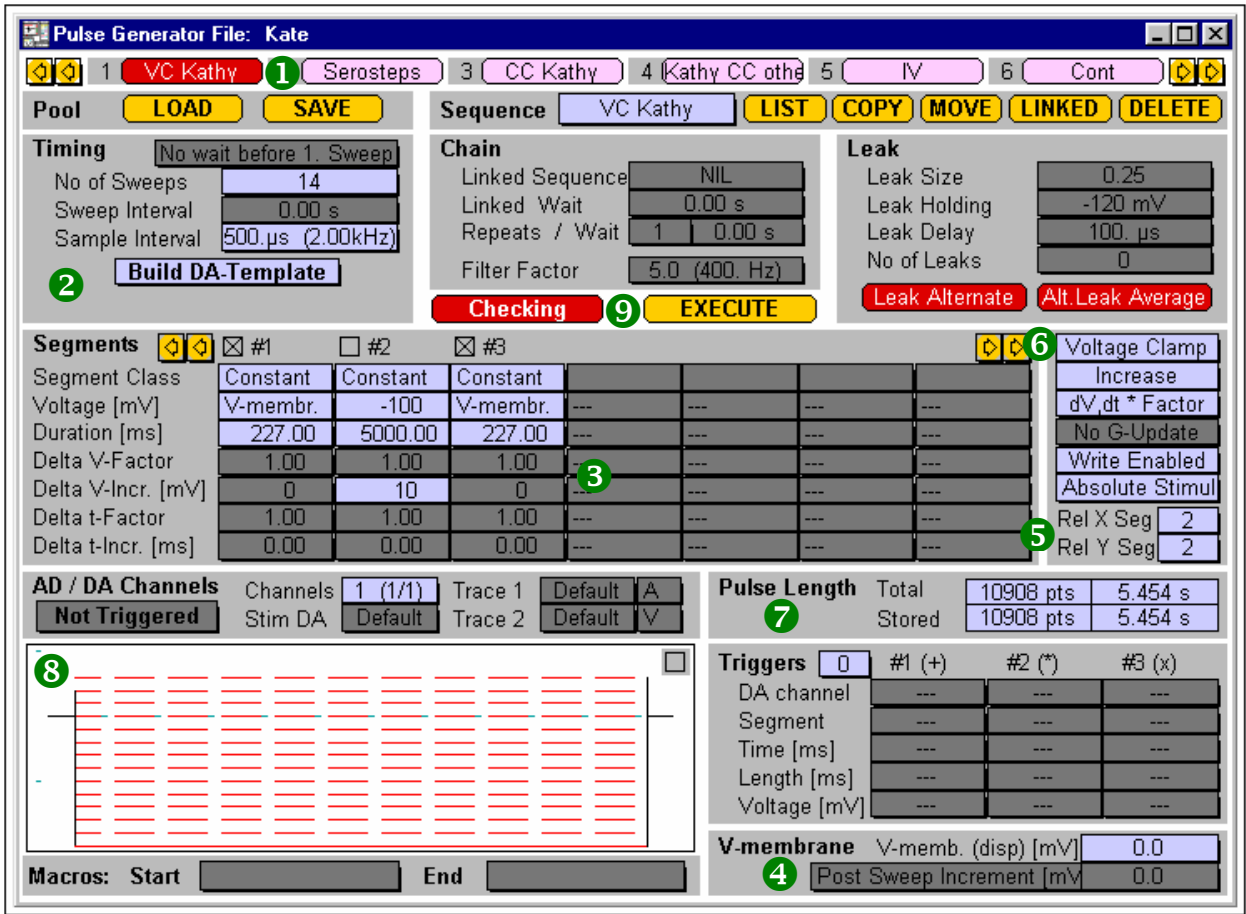 Pulse Generator File: Kate
1 VC Kathy 1 Serosteps 3 CC Kathy 4 Kathy CC othe 5 IV 6 Cont
Pool LOAD SAVE Sequence VC Kathy LIST COPY MOVE LINKED DELETE
Timing No wait before 1. Sweep
No of Sweeps 14
Sweep Interval 0.00 s
Sample Interval 500.µs (2.00kHz)
2 Build DA-Template
Chain
Linked Sequence NIL
Linked Wait 0.00 s
Repeats / Wait 1 0.00 s
Filter Factor 5.0 (400. Hz)
Leak
Leak Size 0.25
Leak Holding -120 mV
Leak Delay 100. µs
No of Leaks 0
Leak Alternate Alt.Leak Average
Checking 9 EXECUTE
Segments #1 #2 #3
Segment Class Constant Constant Constant
Voltage [mV] V-membr. -100 V-membr. --- --- --- ---
Duration [ms] 227.00 5000.00 227.00 --- --- --- ---
Delta V-Factor 1.00 1.00 1.00 --- --- --- ---
Delta V-Incr. [mV] 0 10 0 --- 3 --- --- ---
Delta t-Factor 1.00 1.00 1.00 --- --- --- ---
Delta t-Incr. [ms] 0.00 0.00 0.00 --- --- --- ---
6 Voltage Clamp
Increase
dV,dt * Factor
No G-Update
Write Enabled
Absolute Stimul
5 Rel X Seg 2
Rel Y Seg 2
AD / DA Channels Channels 1 (1/1) Trace 1 Default A
Not Triggered Stim DA Default Trace 2 Default V
Pulse Length Total 10908 pts 5.454 s
7 Stored 10908 pts 5.454 s
8
Triggers 0 #1 (+) #2 (*) #3 (x)
DA channel --- --- ---
Segment --- --- ---
Time [ms] --- --- ---
Length [ms] --- --- ---
Voltage [mV] --- --- ---
V-membrane V-memb. (disp) [mV] 0.0
4 Post Sweep Increment [mV 0.0
Macros: Start End